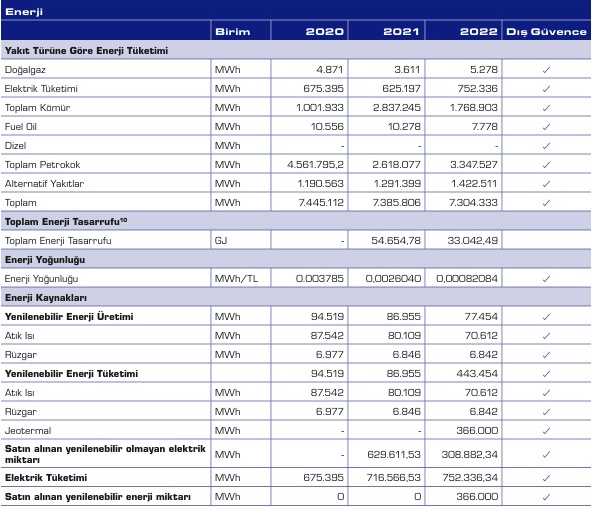 Enerji
Birim 2020 2021 2022 Dış Güvence
Yakıt Türüne Göre Enerji Tüketimi
Doğalgaz MWh 4.871 3.611 5.278 ✓
Elektrik Tüketimi MWh 675.395 625.197 752.336 ✓
Toplam Kömür MWh 1.001.933 2.837.245 1.768.903 ✓
Fuel Oil MWh 10.556 10.278 7.778 ✓
Dizel MWh - - - ✓
Toplam Petrokok MWh 4.561.795,2 2.618.077 3.347.527 ✓
Alternatif Yakıtlar MWh 1.190.563 1.291.399 1.422.511 ✓
Toplam MWh 7.445.112 7.385.806 7.304.333 ✓
Toplam Enerji Tasarrufu¹⁰
Toplam Enerji Tasarrufu GJ - 54.654,78 33.042,49
Enerji Yoğunluğu
Enerji Yoğunluğu MWh/TL 0.003785 0,0026040 0,00082084 ✓
Enerji Kaynakları
Yenilenebilir Enerji Üretimi MWh 94.519 86.955 77.454 ✓
Atık Isı MWh 87.542 80.109 70.612 ✓
Rüzgar MWh 6.977 6.846 6.842 ✓
Yenilenebilir Enerji Tüketimi 94.519 86.955 443.454 ✓
Atık Isı MWh 87.542 80.109 70.612 ✓
Rüzgar MWh 6.977 6.846 6.842 ✓
Jeotermal MWh - - 366.000 ✓
Satın alınan yenilenebilir olmayan elektrik
miktarı MWh - 629.611,53 308.882,34 ✓
Elektrik Tüketimi MWh 675.395 716.566,53 752.336,34 ✓
Satın alınan yenilenebilir enerji miktarı MWh 0 0 366.000 ✓